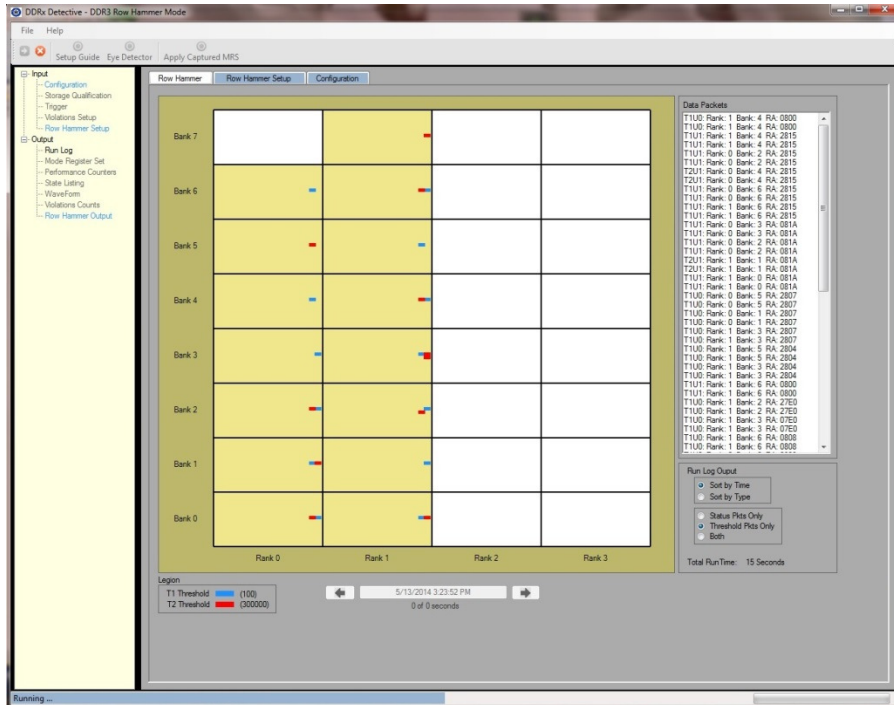 DDRx Detective - DDR3 Row Hammer Mode
File Help
Setup Guide Eye Detector Apply Captured MRS
Input
Configuration
Storage Qualification
Trigger
Violations Setup
Row Hammer Setup
Output
Run Log
Mode Register Set
Performance Counters
State Listing
WaveForm
Violations Counts
Row Hammer Output
Row Hammer Row Hammer Setup Configuration
Bank 7
Bank 6
Bank 5
Bank 4
Bank 3
Bank 2
Bank 1
Bank 0
Rank 0 Rank 1 Rank 2 Rank 3
Legion
T1 Threshold (100)
T2 Threshold (300000)
5/13/2014 3:23:52 PM
0 of 0 seconds
Data Packets
T1U0: Rank: 1 Bank: 4 RA: 0800
T1U0: Rank: 1 Bank: 4 RA: 0800
T1U1: Rank: 1 Bank: 4 RA: 2815
T1U1: Rank: 1 Bank: 4 RA: 2815
T1U1: Rank: 0 Bank: 2 RA: 2815
T1U1: Rank: 0 Bank: 2 RA: 2815
T2U1: Rank: 0 Bank: 4 RA: 2815
T2U1: Rank: 0 Bank: 4 RA: 2815
T1U1: Rank: 0 Bank: 6 RA: 2815
T1U1: Rank: 0 Bank: 6 RA: 2815
T1U1: Rank: 1 Bank: 6 RA: 2815
T1U1: Rank: 1 Bank: 6 RA: 2815
T1U1: Rank: 0 Bank: 3 RA: 081A
T1U1: Rank: 0 Bank: 3 RA: 081A
T1U1: Rank: 0 Bank: 2 RA: 081A
T1U1: Rank: 0 Bank: 2 RA: 081A
T2U1: Rank: 1 Bank: 1 RA: 081A
T2U1: Rank: 1 Bank: 1 RA: 081A
T1U1: Rank: 1 Bank: 0 RA: 081A
T1U1: Rank: 1 Bank: 0 RA: 081A
T1U0: Rank: 0 Bank: 5 RA: 2807
T1U0: Rank: 0 Bank: 5 RA: 2807
T1U0: Rank: 0 Bank: 1 RA: 2807
T1U0: Rank: 0 Bank: 1 RA: 2807
T1U0: Rank: 1 Bank: 3 RA: 2807
T1U0: Rank: 1 Bank: 3 RA: 2807
T1U0: Rank: 1 Bank: 5 RA: 2804
T1U0: Rank: 1 Bank: 5 RA: 2804
T1U0: Rank: 1 Bank: 3 RA: 2804
T1U0: Rank: 1 Bank: 3 RA: 2804
T1U1: Rank: 1 Bank: 6 RA: 0800
T1U1: Rank: 1 Bank: 6 RA: 0800
T1U0: Rank: 1 Bank: 2 RA: 27E0
T1U0: Rank: 1 Bank: 2 RA: 27E0
T1U0: Rank: 1 Bank: 3 RA: 07E0
T1U0: Rank: 1 Bank: 3 RA: 07E0
T1U0: Rank: 1 Bank: 6 RA: 0808
T1U0: Rank: 1 Bank: 6 RA: 0808
Run Log Ouput
Sort by Time
Sort by Type
Status Pkts Only
Threshold Pkts Only
Both
Total RunTime: 15 Seconds
Running ...